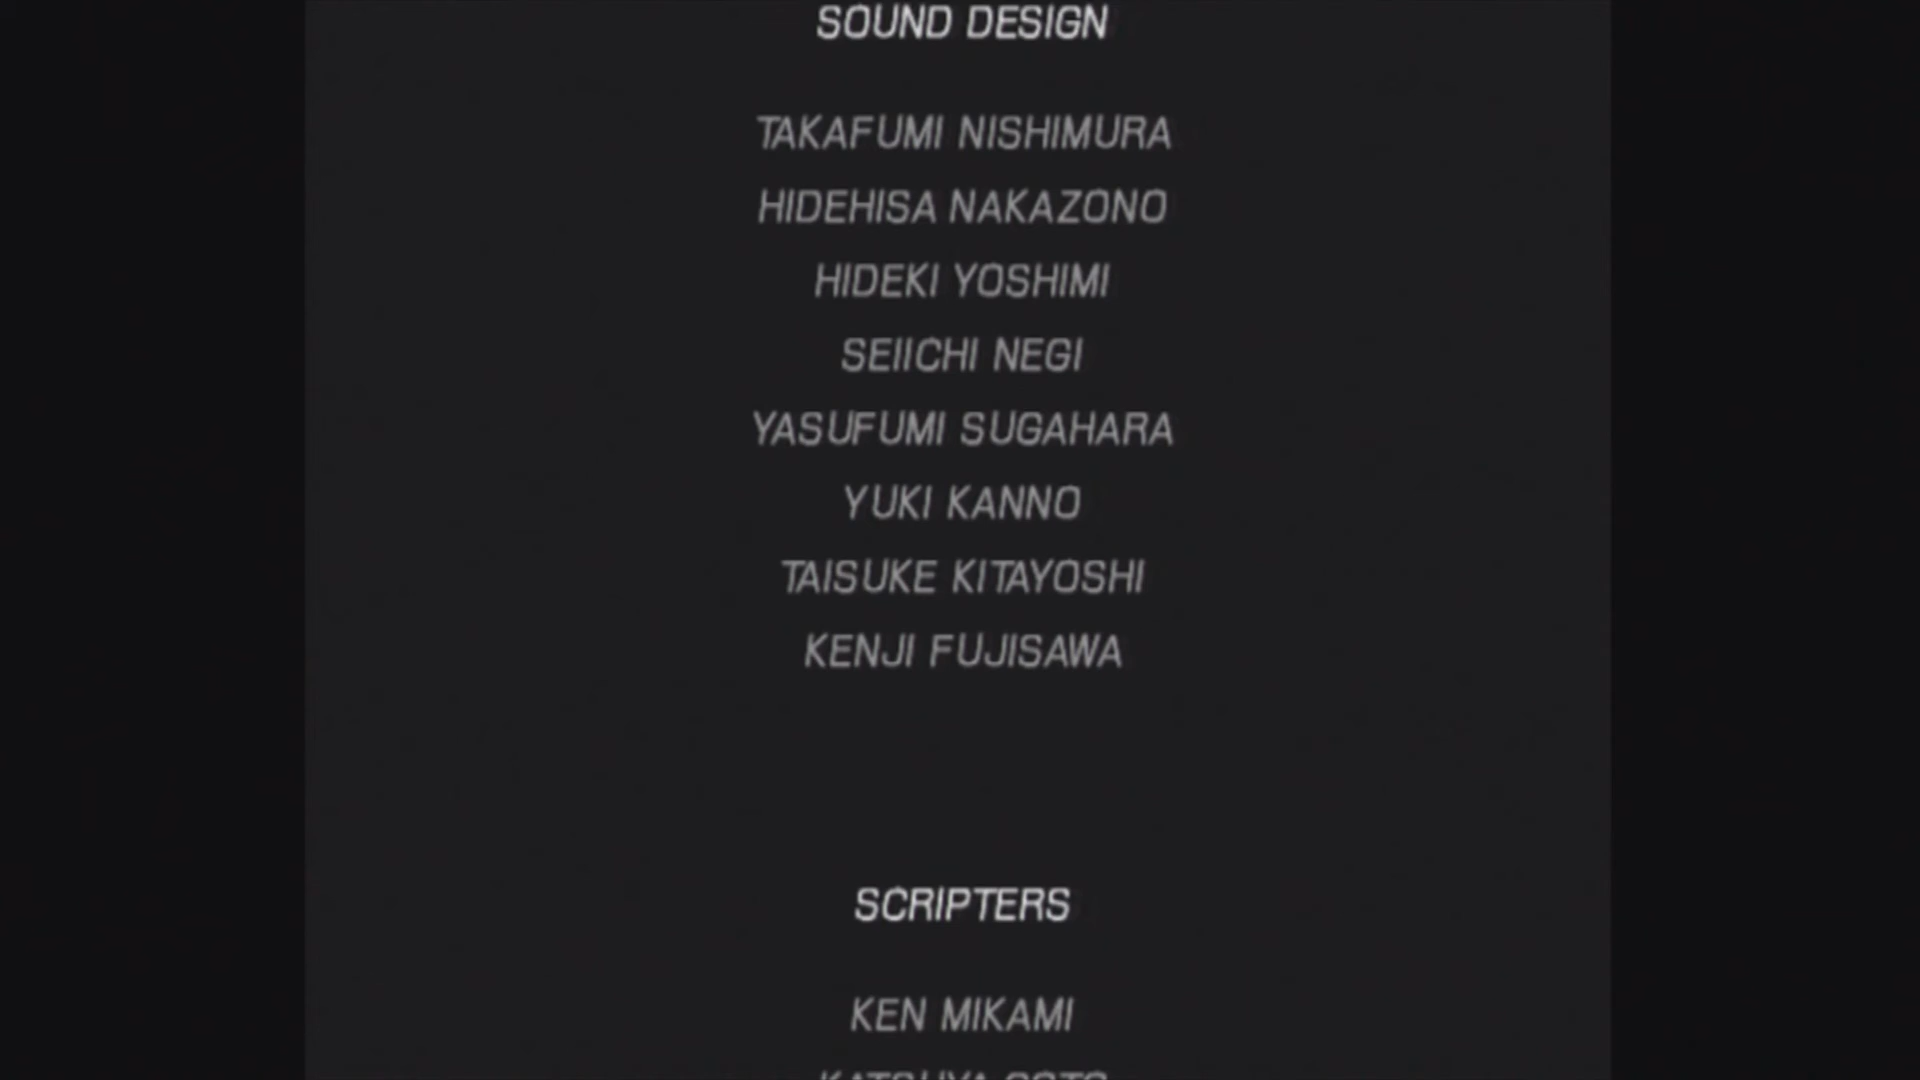 SOUND DESIGN
TAKAFUMI NISHIMURA
HIDEHISA NAKAZONO
HIDEKI YOSHIMI
SEIICHI NEGI
YASUFUMI SUGAHARA
YUKI KANNO
TAISUKE KITAYOSHI
KENJI FUJISAWA
SCRIPTERS
KEN MIKAMI